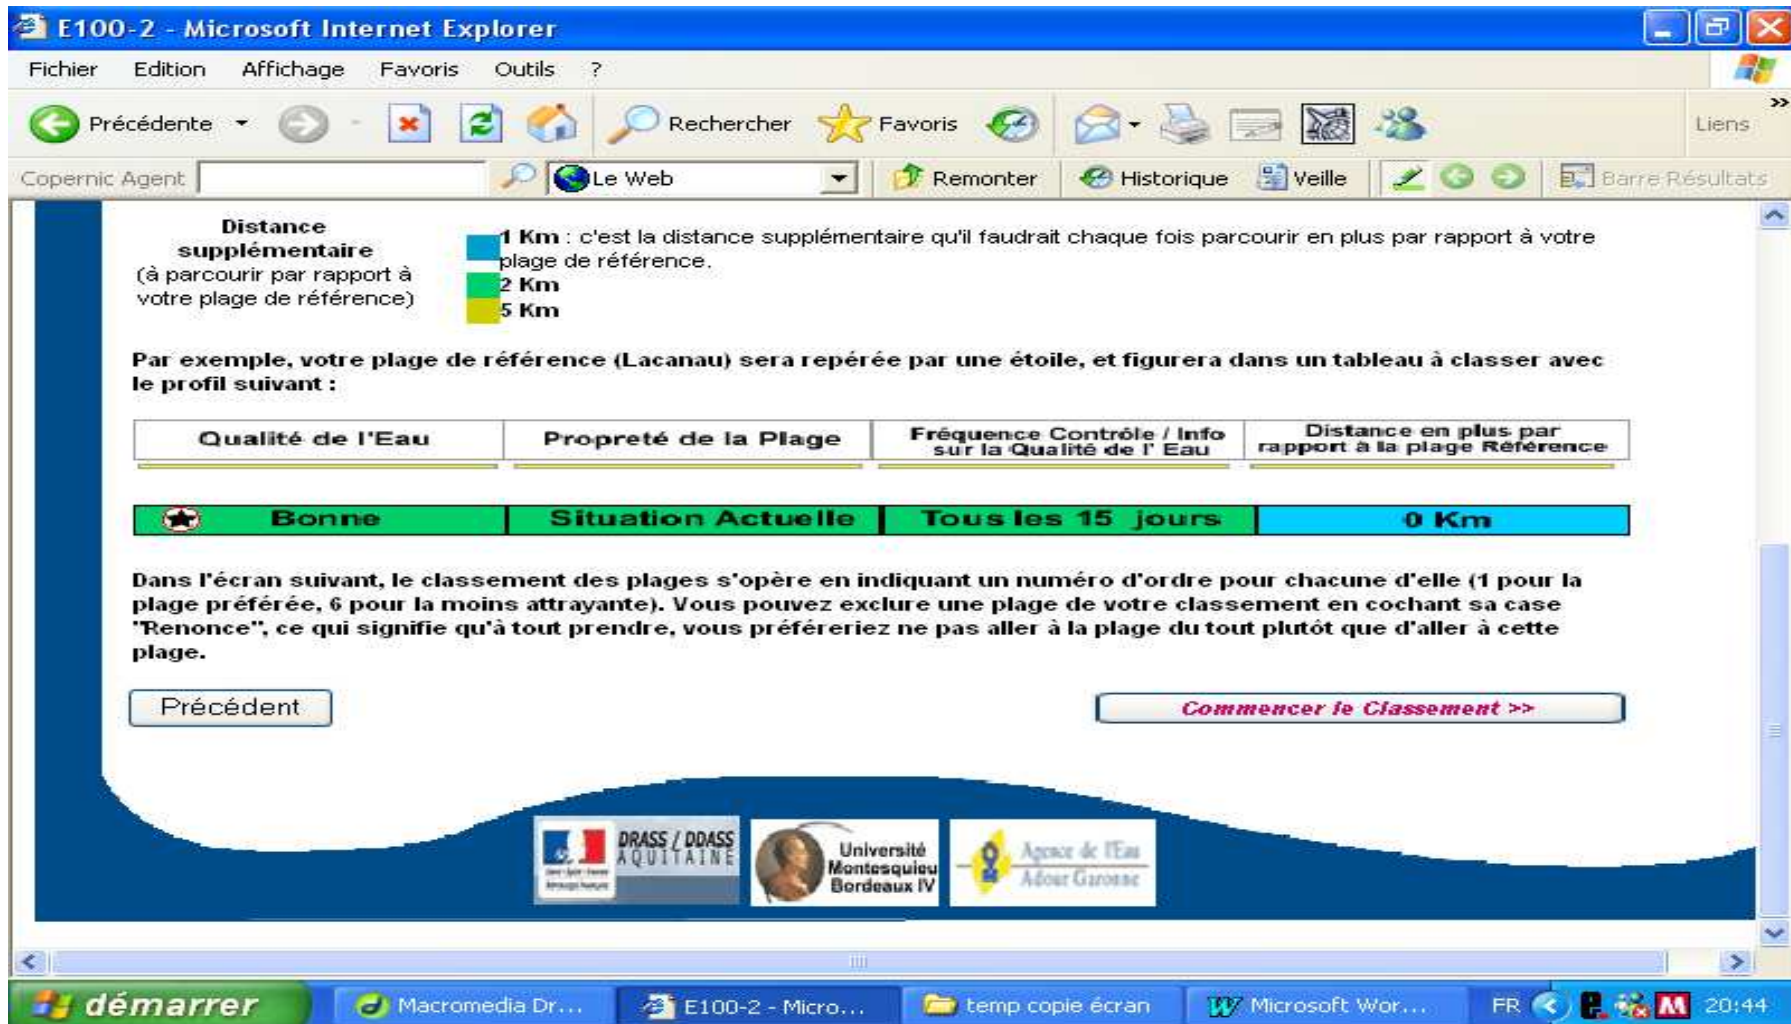 E100-2 - Microsoft Internet Explorer
Fichier Edition Affichage Favoris Outils ?
Précédente Rechercher Favoris Liens
Copernic Agent Le Web Remonter Historique Veille Barre Résultats
Distance
supplémentaire
(à parcourir par rapport à
votre plage de référence)
1 Km : c'est la distance supplémentaire qu'il faudrait chaque fois parcourir en plus par rapport à votre
plage de référence.
2 Km
5 Km
Par exemple, votre plage de référence (Lacanau) sera repérée par une étoile, et figurera dans un tableau à classer avec
le profil suivant :
Qualité de l'Eau
Propreté de la Plage
Fréquence Contrôle / Info
sur la Qualité de l' Eau
Distance en plus par
rapport à la plage Référence
Bonne Situation Actuelle Tous les 15 jours 0 Km
Dans l'écran suivant, le classement des plages s'opère en indiquant un numéro d'ordre pour chacune d'elle (1 pour la
plage préférée, 6 pour la moins attrayante). Vous pouvez exclure une plage de votre classement en cochant sa case
"Renonce", ce qui signifie qu'à tout prendre, vous préféreriez ne pas aller à la plage du tout plutôt que d'aller à cette
plage.
Précédent Commencer le Classement >>
DRASS / DDASS
AQUITAINE
Université
Montesquieu
Bordeaux IV
Agence de l'Eau
Adour Garonne
démarrer Macromedia Dr... E100-2 - Micro... temp copie écran Microsoft Wor... FR 20:44